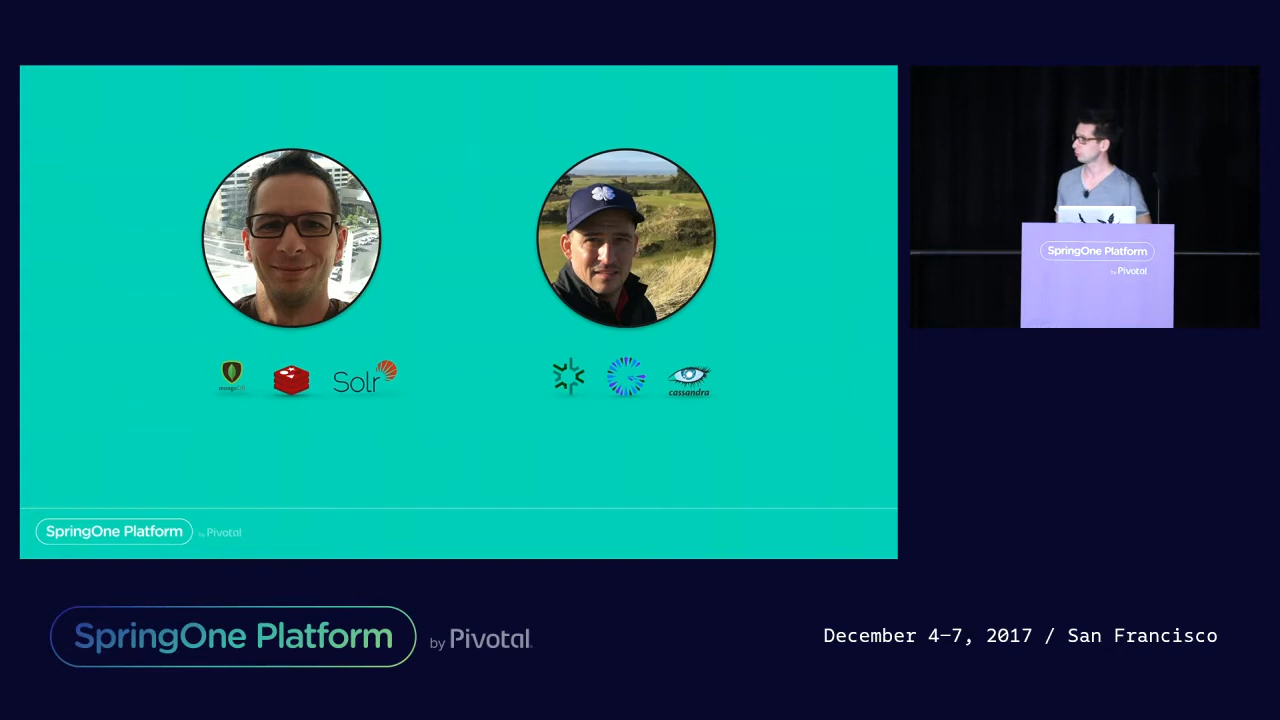 mongoDB
Solr
cassandra
SpringOne Platform by Pivotal
SpringOne Platform
by Pivotal
SpringOne Platform by Pivotal.
December 4–7, 2017 / San Francisco